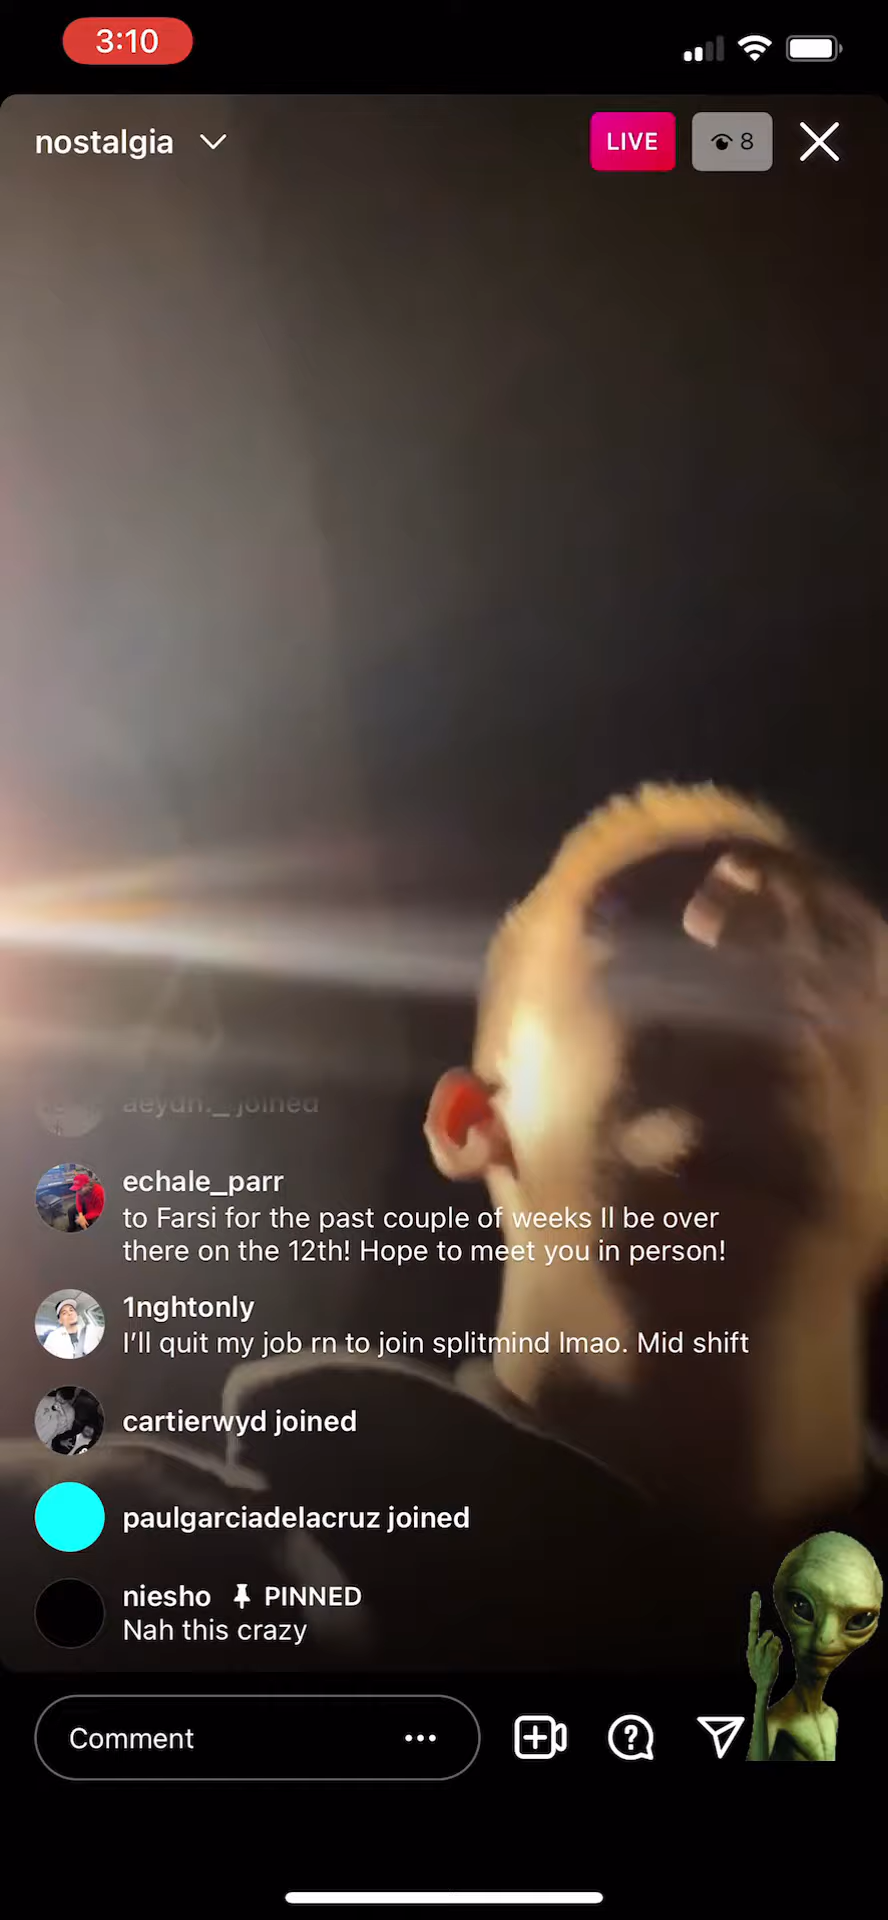 3:10
nostalgia
LIVE
8
joined
echale_parr
to Farsi for the past couple of weeks Il be over
there on the 12th! Hope to meet you in person!
1nghtonly
I’ll quit my job rn to join splitmind lmao. Mid shift
cartierwyd joined
paulgarciadelacruz joined
niesho PINNED
Nah this crazy
Comment